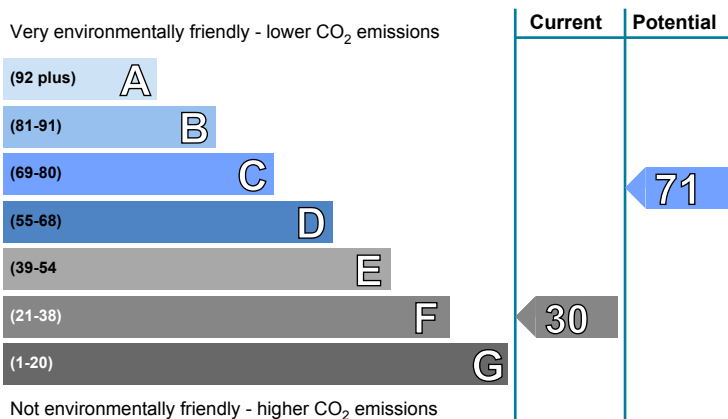 Current Potential
Very environmentally friendly - lower CO₂ emissions
(92 plus) A
(81-91) B
(69-80) C
71
(55-68) D
(39-54 E
(21-38) F 30
(1-20) G
Not environmentally friendly - higher CO₂ emissions